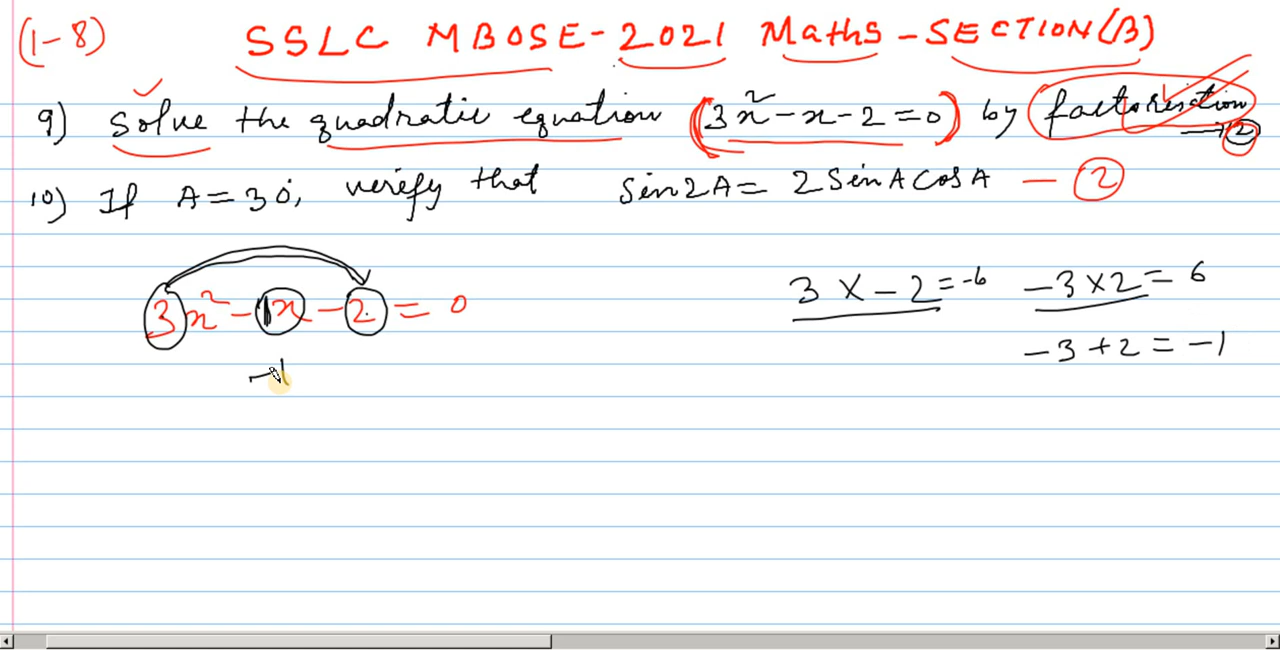 (1-8) SSLC MBOSE-2021 Maths-SECTION(B)
9) Solve the quadratic equation (3x²-x-2=0) by factorisation → 2
10) If A=30°, verify that Sin2A=2SinACosA - 2
3x²-1x-2=0
3×-2=-6 -3×2=6
-3+2=-1
-1